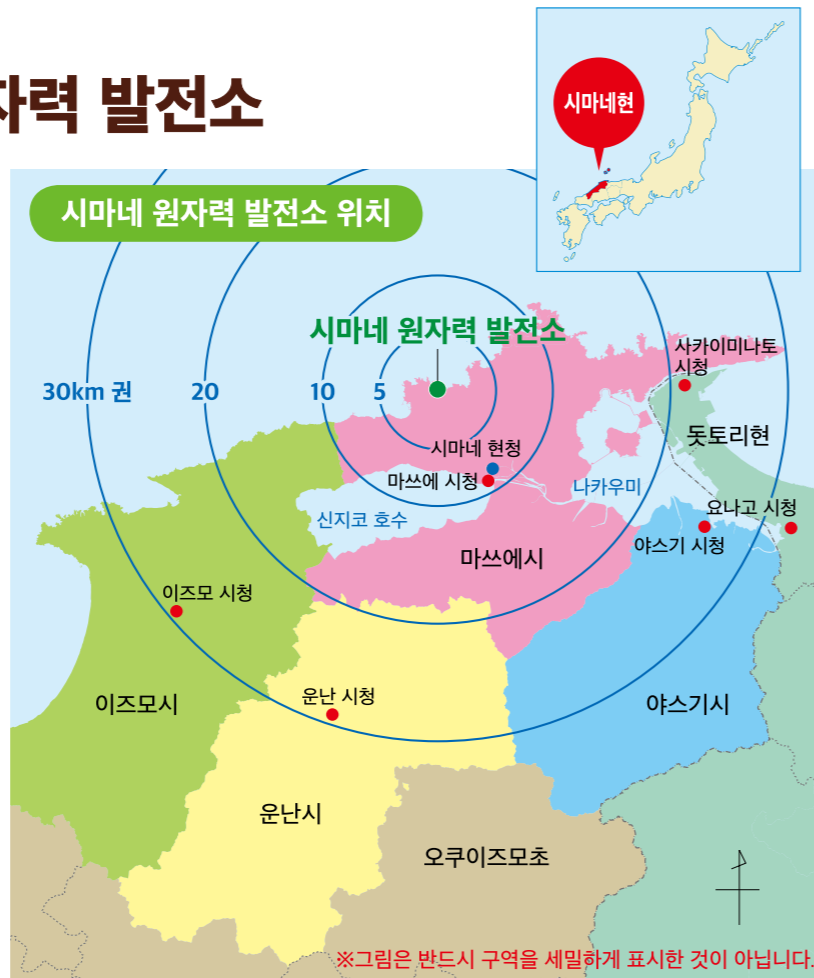 자력 발전소
시마네현
시마네 원자력 발전소 위치
시마네 원자력 발전소
30km 권
20
10
5
사카이미나토
시청
돗토리현
시마네 현청
마쓰에 시청
나카우미
신지코 호수
요나고 시청
야스기 시청
마쓰에시
이즈모 시청
이즈모시
운난 시청
야스기시
운난시
오쿠이즈모초
※그림은 반드시 구역을 세밀하게 표시한 것이 아닙니다.